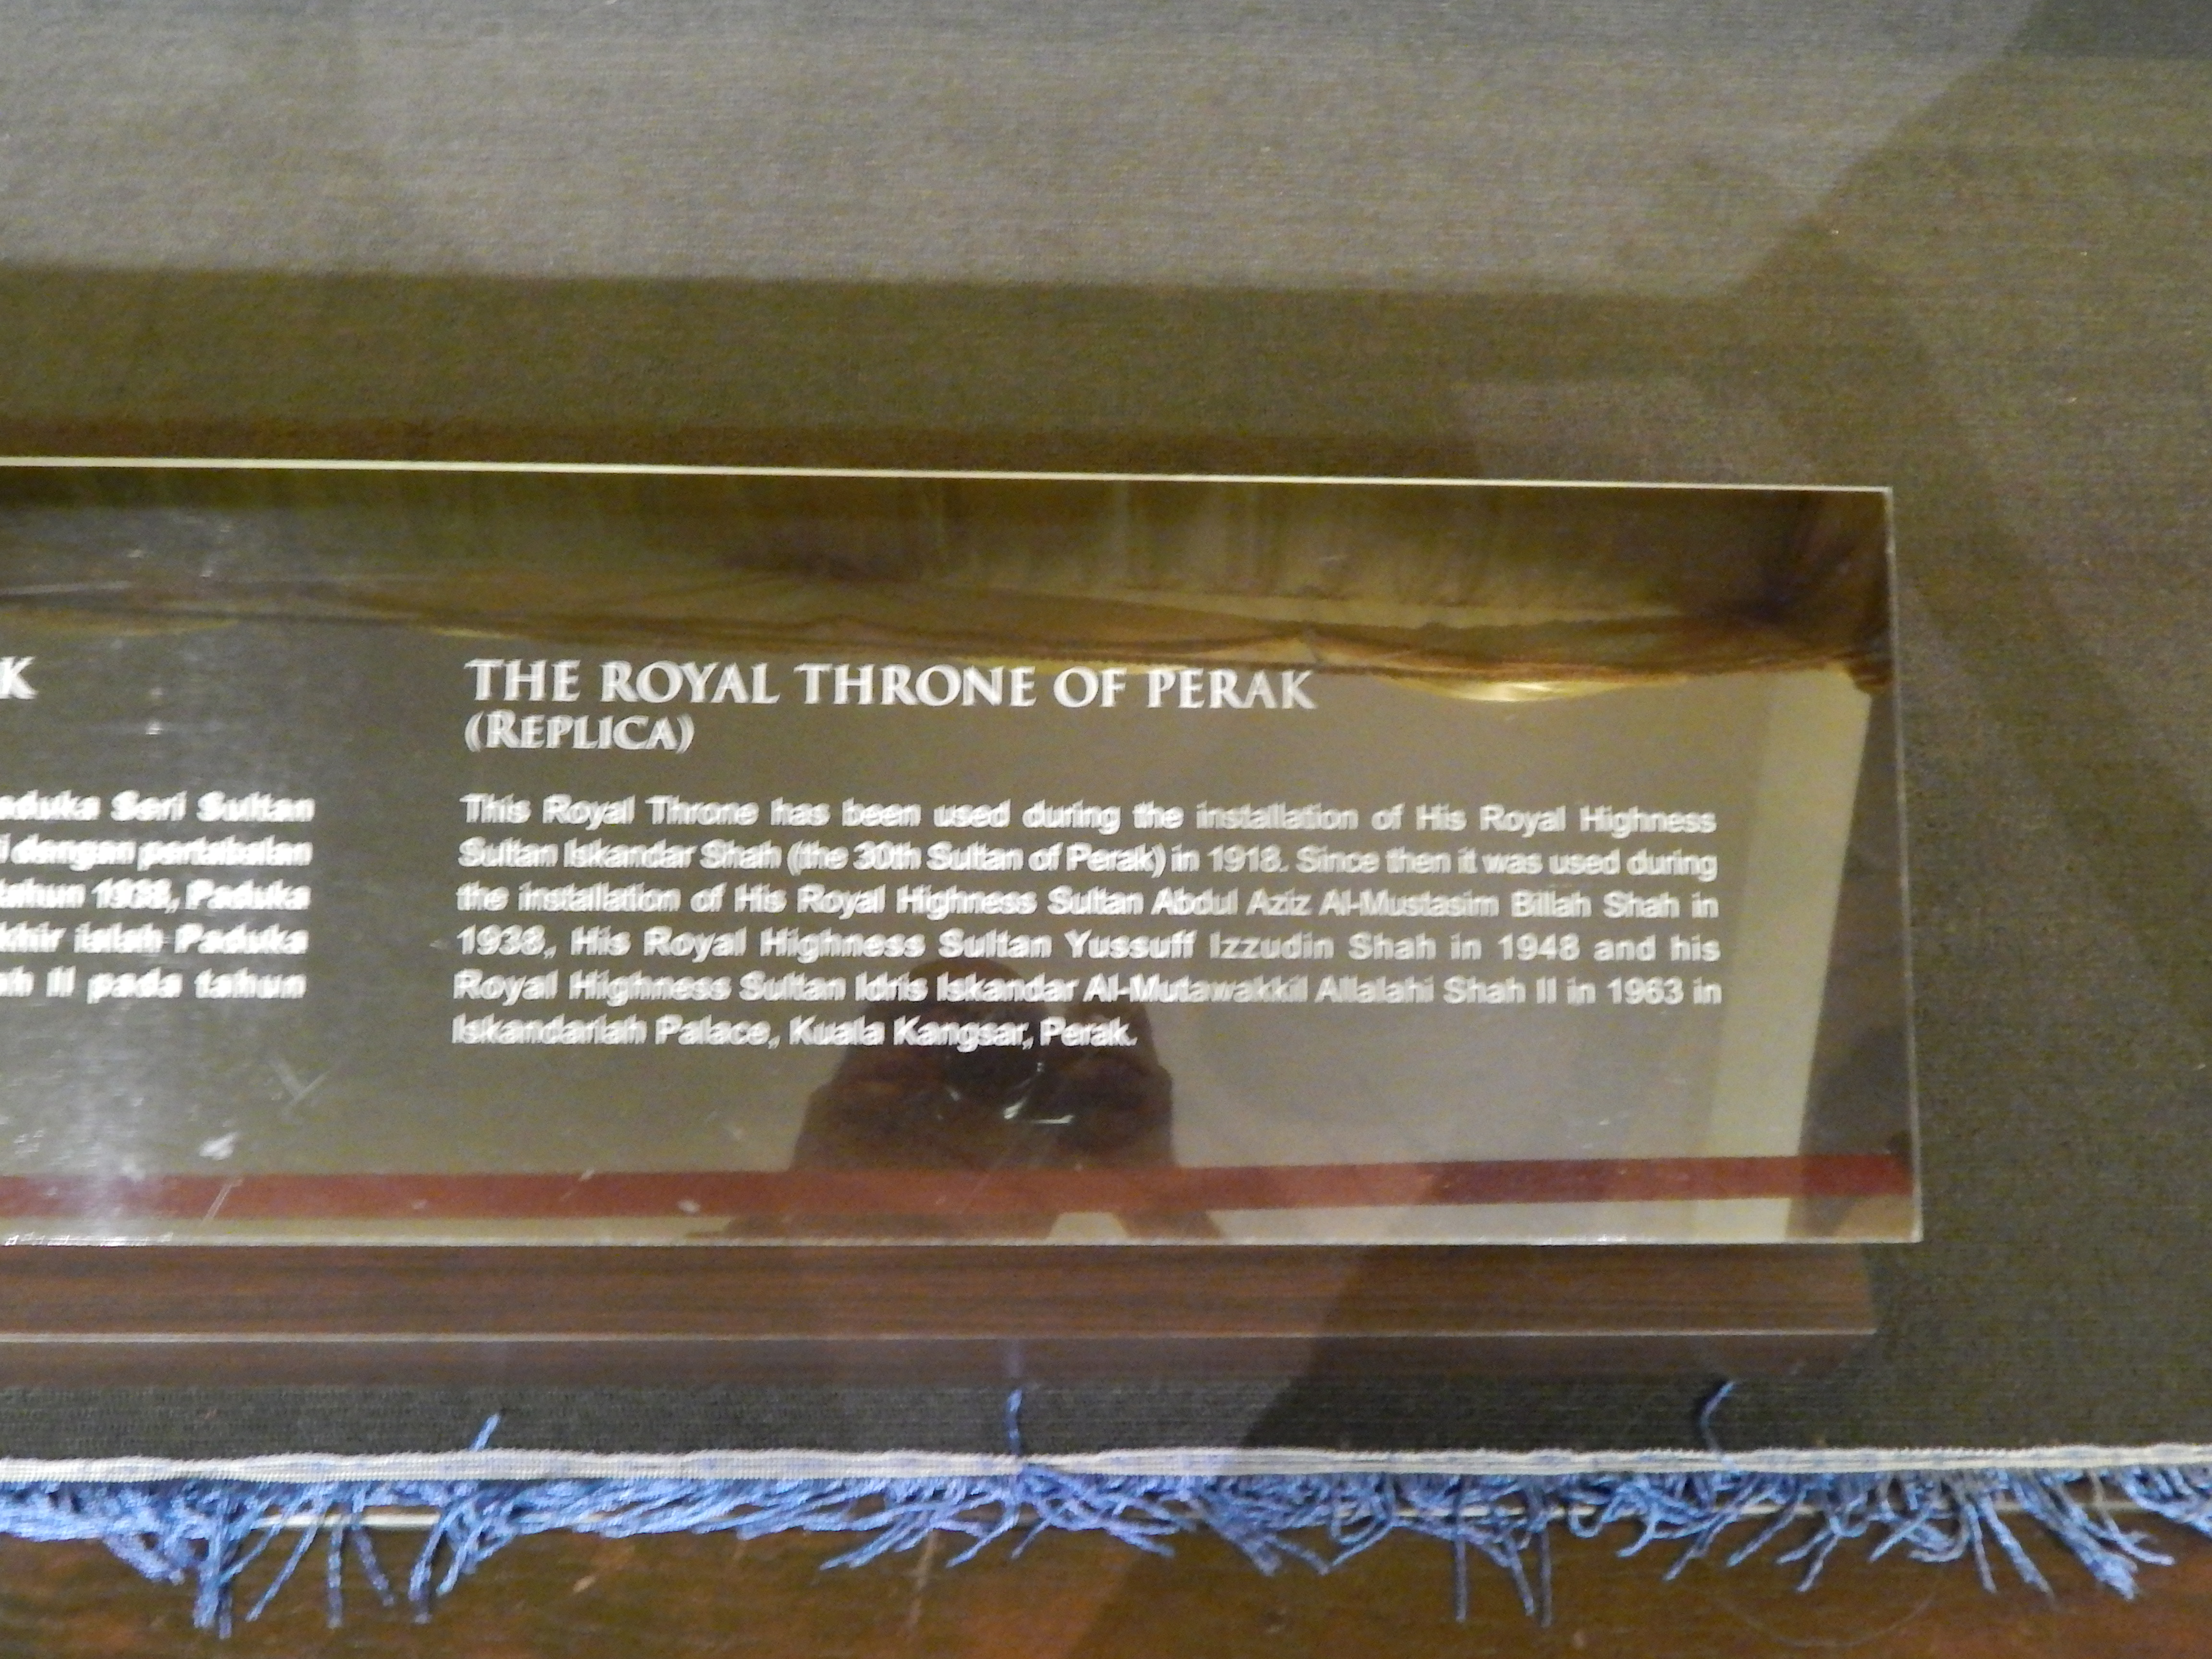 K
aduka Seri Sultan
i dengan pertabalan
tahun 1938, Paduka
khir ialah Paduka
ah II pada tahun
THE ROYAL THRONE OF PERAK
(REPLICA)
This Royal Throne has been used during the installation of His Royal Highness
Sultan Iskandar Shah (the 30th Sultan of Perak) in 1918. Since then it was used during
the installation of His Royal Highness Sultan Abdul Aziz Al-Mustasim Billah Shah in
1938, His Royal Highness Sultan Yussuff Izzudin Shah in 1948 and his
Royal Highness Sultan Idris Iskandar Al-Mutawakkil Allalahi Shah II in 1963 in
Iskandariah Palace, Kuala Kangsar, Perak.